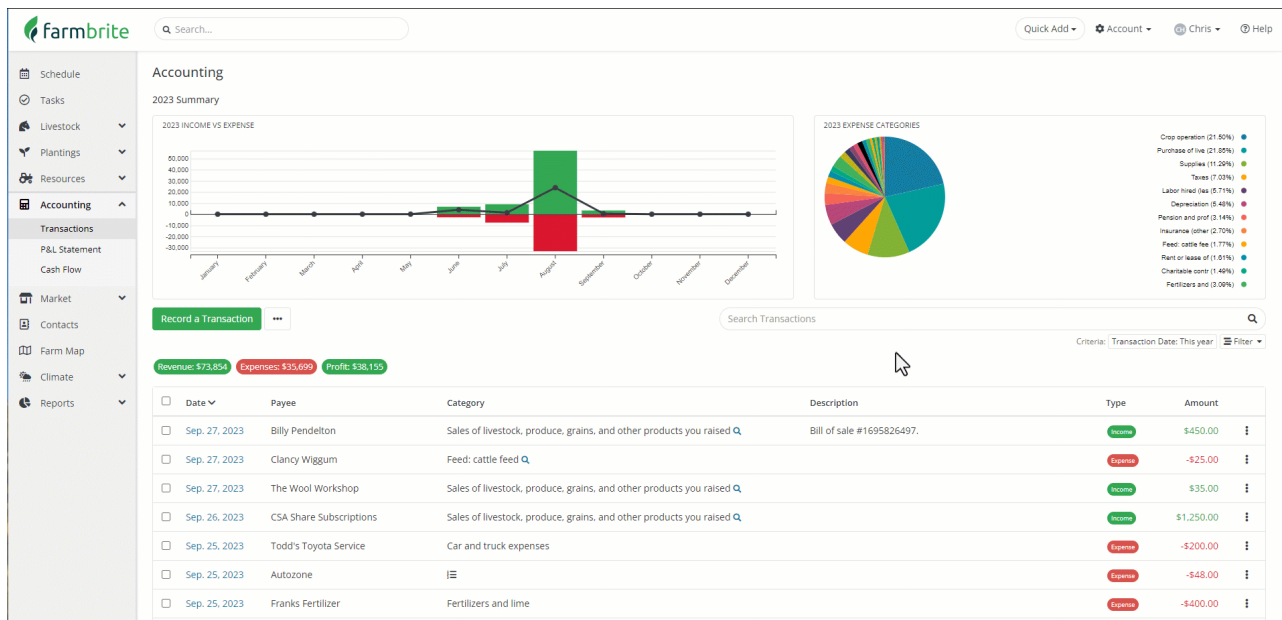 farmbrite
Search...
Quick Add
Account
CH Chris
Help
Schedule
Tasks
Livestock
Plantings
Resources
Accounting
Transactions
P&L Statement
Cash Flow
Market
Contacts
Farm Map
Climate
Reports
Accounting
2023 Summary
2023 INCOME VS EXPENSE
60,000
40,000
30,000
20,000
10,000
0
-10,000
-20,000
-30,000
January
February
March
April
May
June
July
August
September
October
November
December
2023 EXPENSE CATEGORIES
Crop operation (21.50%)
Purchase of live (21.85%)
Supplies (11.29%)
Taxes (7.03%)
Labor hired (les (5.71%)
Depreciation (5.48%)
Pension and prof (3.14%)
Insurance (other (2.70%)
Feed: cattle fee (1.77%)
Rent or lease of (1.61%)
Charitable contr (1.49%)
Fertilizers and (3.09%)
Record a Transaction
Search Transactions
Criteria: Transaction Date: This year Filter
Revenue: $73,854 Expenses: $35,699 Profit: $38,155
Date Payee Category Description Type Amount
Sep. 27, 2023 Billy Pendelton Sales of livestock, produce, grains, and other products you raised Bill of sale #1695826497. Income $450.00
Sep. 27, 2023 Clancy Wiggum Feed: cattle feed Expense -$25.00
Sep. 27, 2023 The Wool Workshop Sales of livestock, produce, grains, and other products you raised Income $35.00
Sep. 26, 2023 CSA Share Subscriptions Sales of livestock, produce, grains, and other products you raised Income $1,250.00
Sep. 25, 2023 Todd's Toyota Service Car and truck expenses Expense -$200.00
Sep. 25, 2023 Autozone Expense -$48.00
Sep. 25, 2023 Franks Fertilizer Fertilizers and lime Expense -$400.00